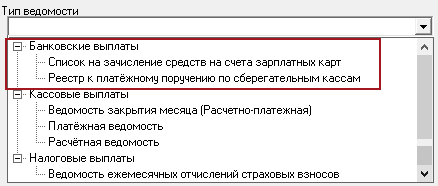 Тип ведомости
Банковские выплаты
Список на зачисление средств на счета зарплатных карт
Реестр к платёжному поручению по сберегательным кассам
Кассовые выплаты
Ведомость закрытия месяца (Расчетно-платежная)
Платёжная ведомость
Расчётная ведомость
Налоговые выплаты
Ведомость ежемесячных отчислений страховых взносов